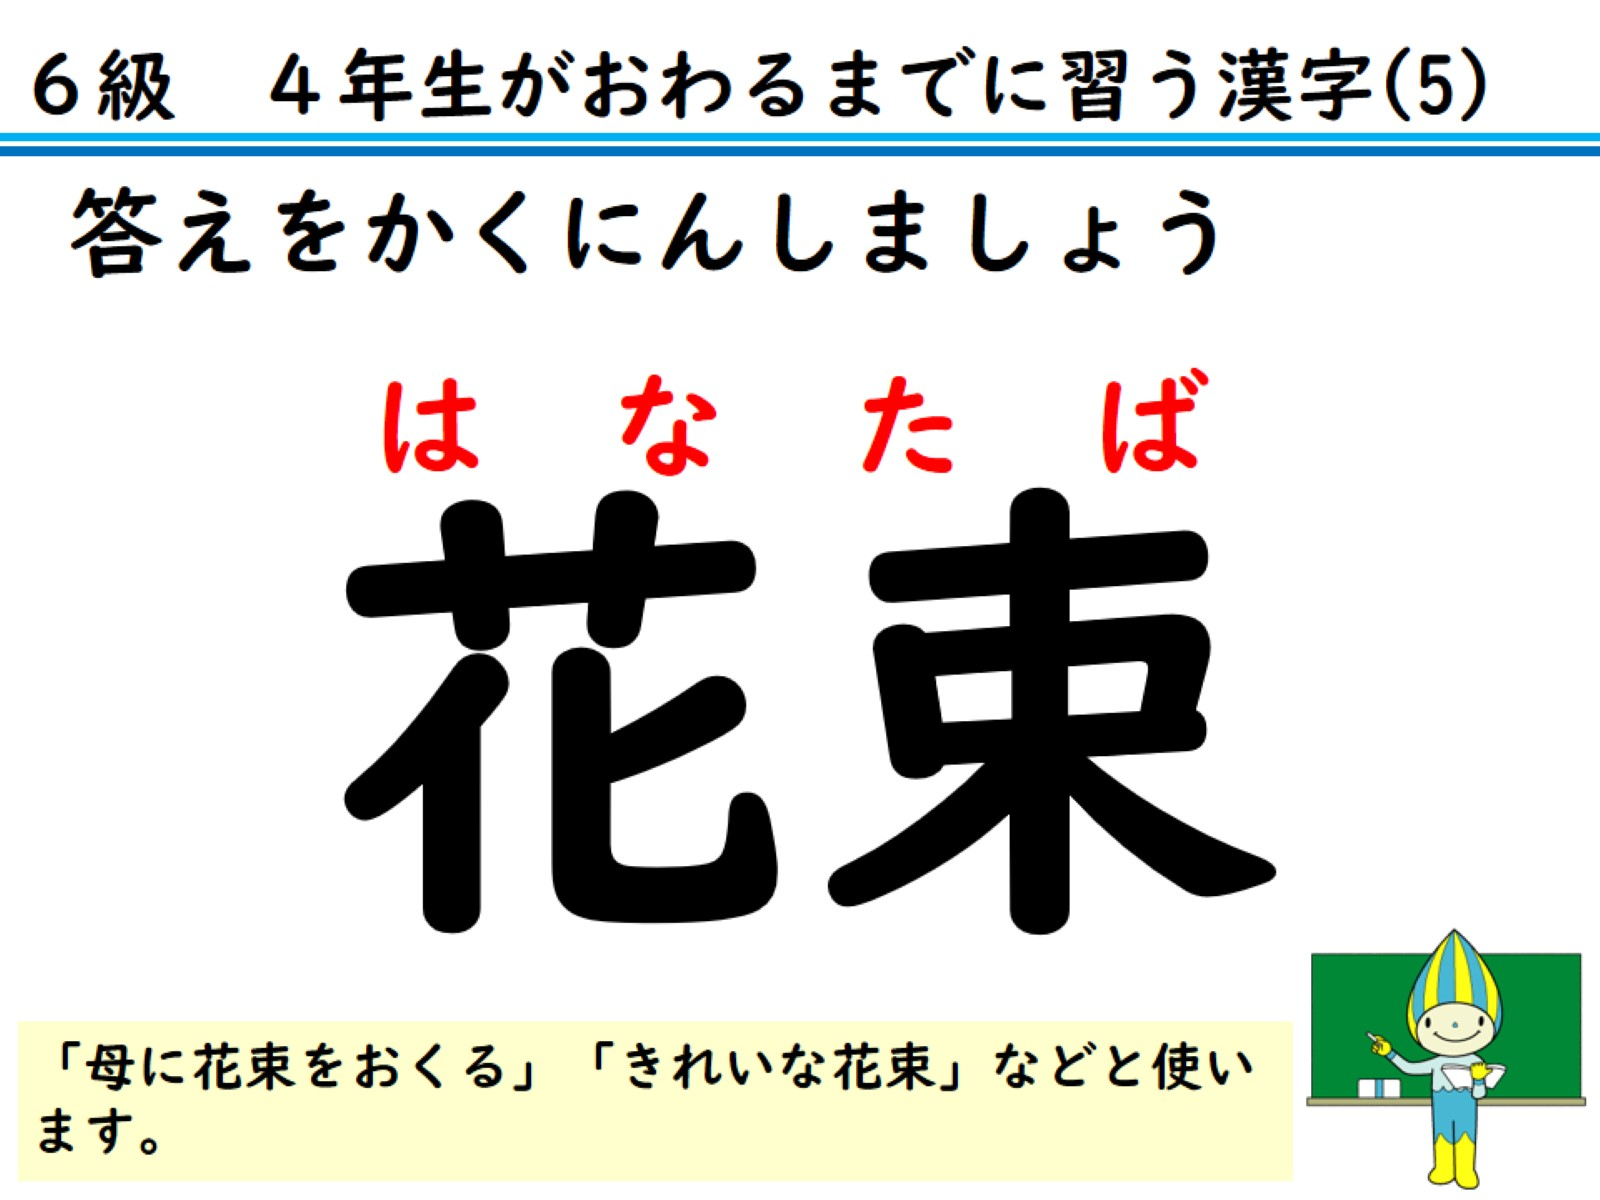 ６級　４年生がおわるまでに習う漢字(5)
答えをかくにんしましょう
はなたば
花束
「母に花束をおくる」「きれいな花束」などと使い
ます。